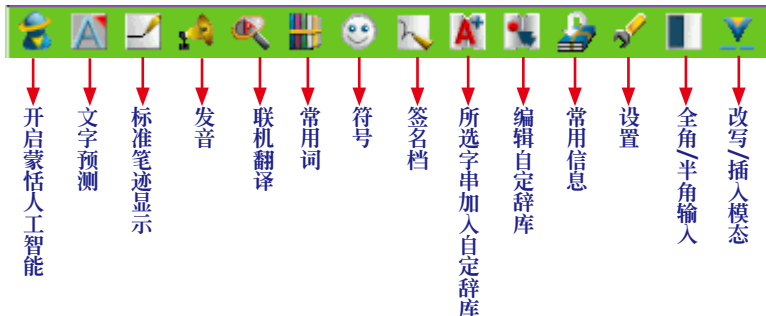 开启蒙恬人工智能
文字预测
标准笔迹显示
发音
联机翻译
常用词
符号
签名档
所选字串加入自定辞库
编辑自定辞库
常用信息
设置
全角/半角输入
改写/插入模态